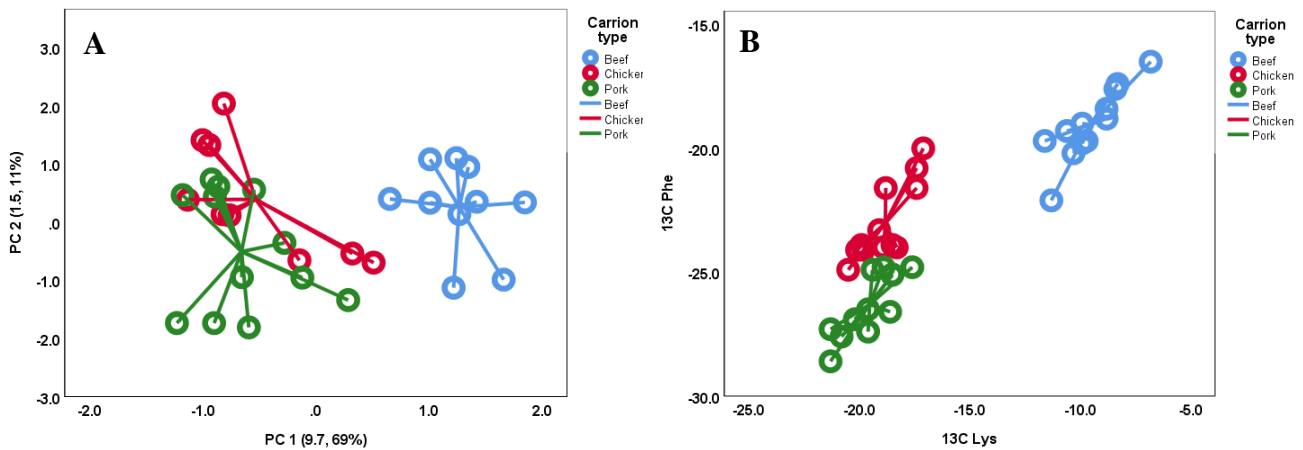 A
PC 2 (1.5, 11%)
3.0
2.0
1.0
.0
-1.0
-2.0
-3.0
-2.0
-1.0
.0
1.0
2.0
PC 1 (9.7, 69%)
Carrion
type
Beef
Chicken
Pork
Beef
Chicken
Pork
B
13C Phe
-15.0
-20.0
-25.0
-30.0
-25.0
-20.0
-15.0
-10.0
-5.0
13C Lys
Carrion
type
Beef
Chicken
Pork
Beef
Chicken
Pork